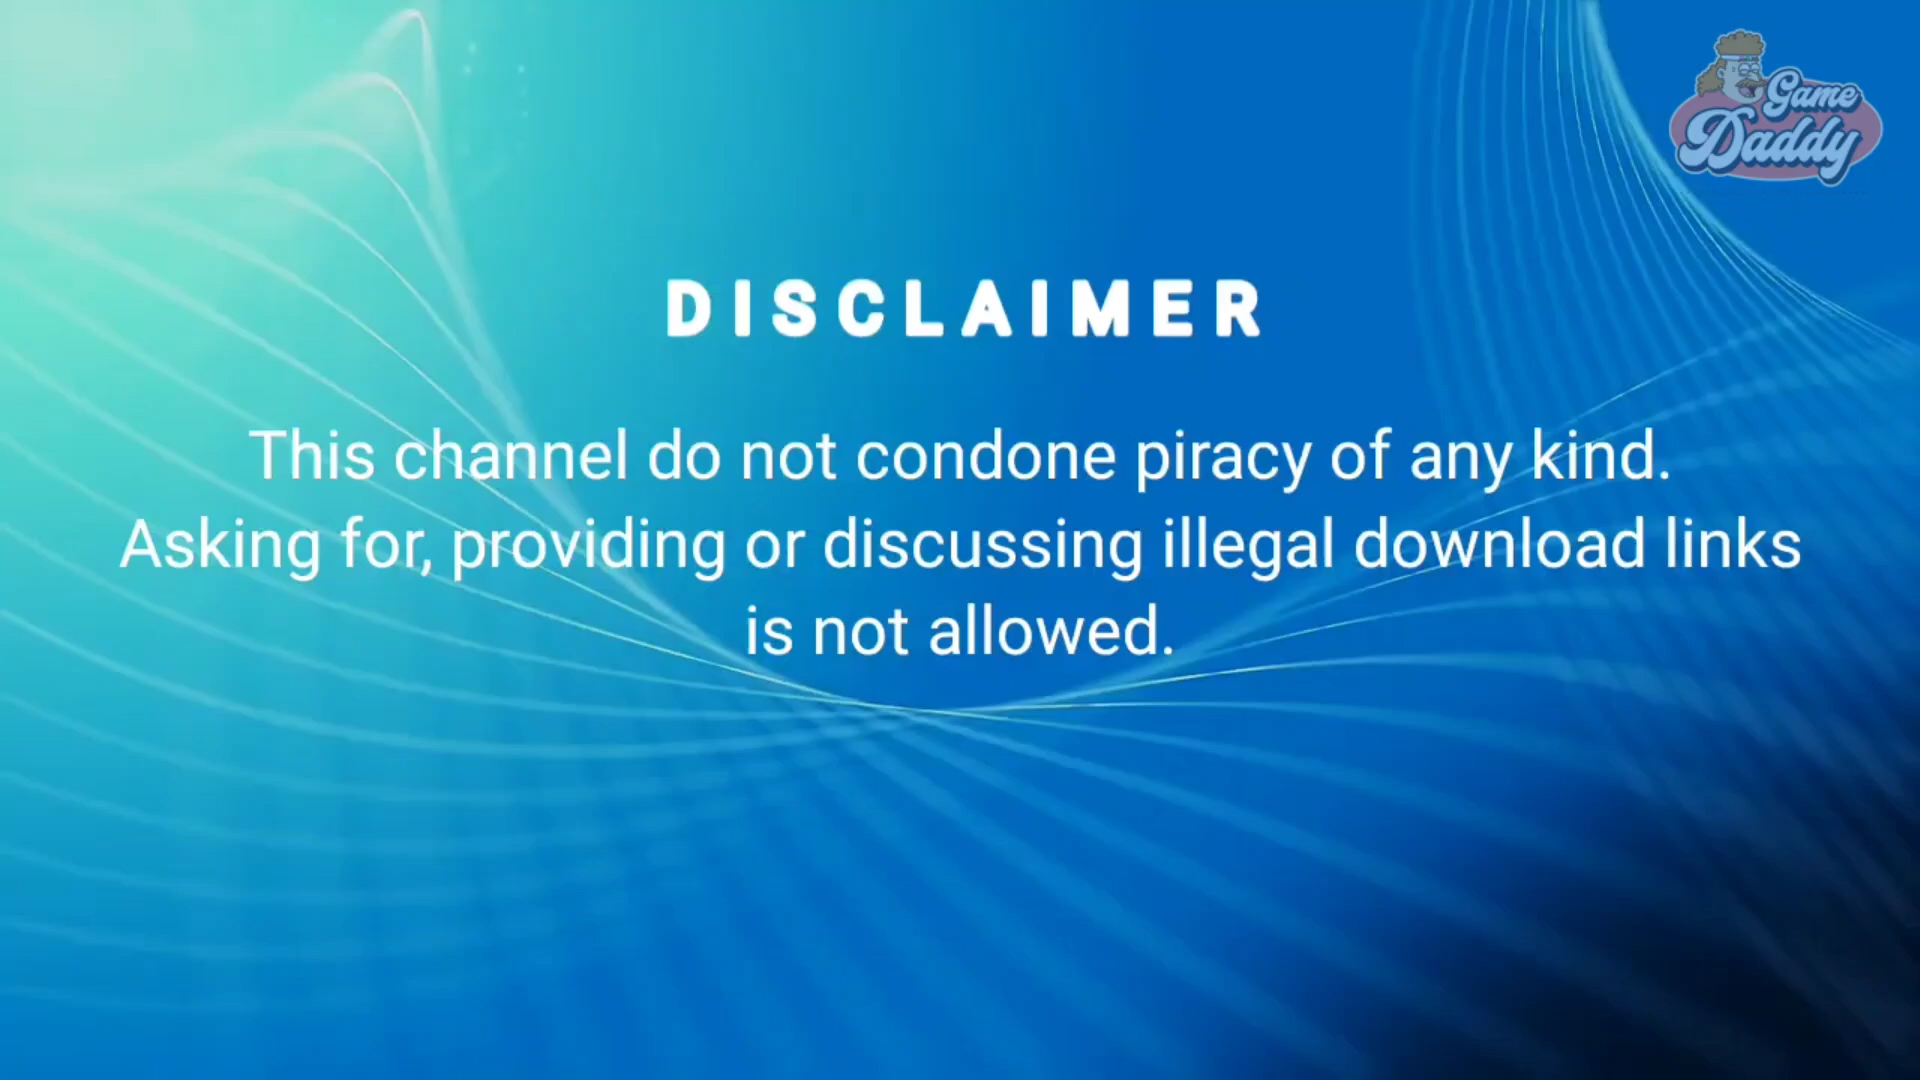 Game
Daddy
DISCLAIMER
This channel do not condone piracy of any kind.
Asking for, providing or discussing illegal download links
is not allowed.